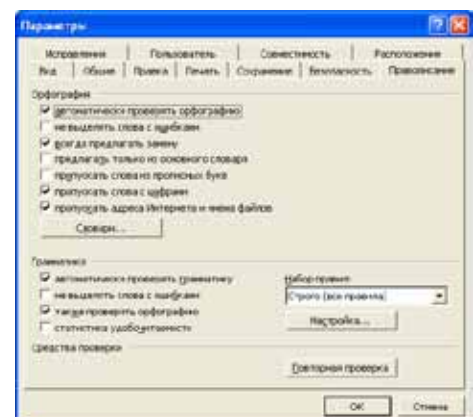 Параметры
Исправления Пользователь Совместимость Расположение
Вид Общие Правка Печать Сохранение Безопасность Правописание
Орфография
автоматически проверять орфографию
не выделять слова с ошибками
всегда предлагать замену
предлагать только из основного словаря
пропускать слова из прописных букв
пропускать слова с цифрами
пропускать адреса Интернета и имена файлов
Словари...
Грамматика
автоматически проверять грамматику Набор правил:
не выделять слова с ошибками Строго (все правила)
также проверять орфографию Настройка...
статистика удобочитаемости
Средства проверки
Повторная проверка
ОК Отмена